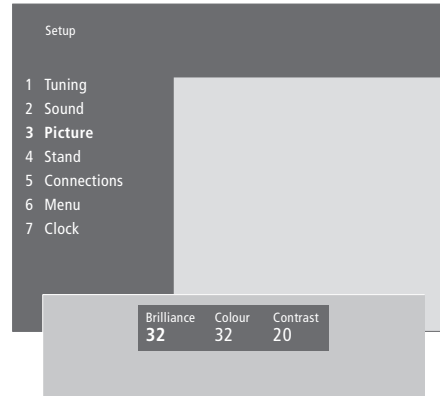 Setup
1 Tuning
2 Sound
3 Picture
4 Stand
5 Connections
6 Menu
7 Clock
Brilliance Colour Contrast
32 32 20